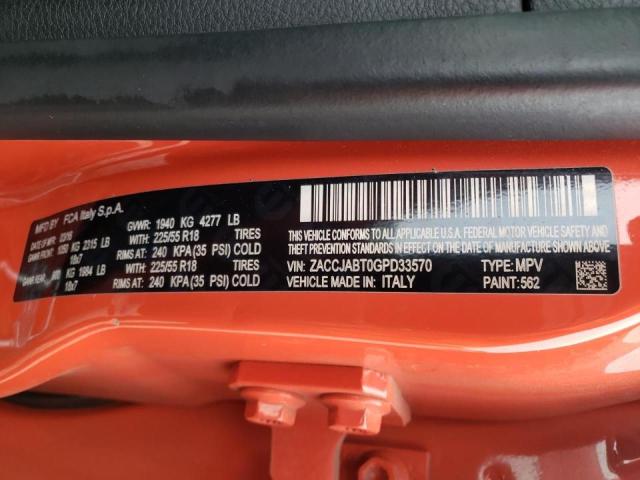 MFD BY FCA Italy S.p.A.
GVWR: 1940 KG 4277 LB
KG 2315 LB WITH 225/55 R18 TIRES
18x7 RIMS AT: 240 KPA (35 PSI) COLD
KG 1984 LB WITH 225/55 R18 TIRES
18x7 RIMS AT: 240 KPA (35 PSI) COLD
THIS VEHICLE CONFORMS TO ALL APPLICABLE U.S.A. FEDERAL MOTOR VEHICLE SAFETY, BUMPER, AND
THEFT PREVENTION STANDARDS IN EFFECT ON THE DATE OF MANUFACTURE SHOWN ABOVE.
VIN: ZACCJABT0GPD33570 TYPE: MPV
VEHICLE MADE IN: ITALY PAINT: 562